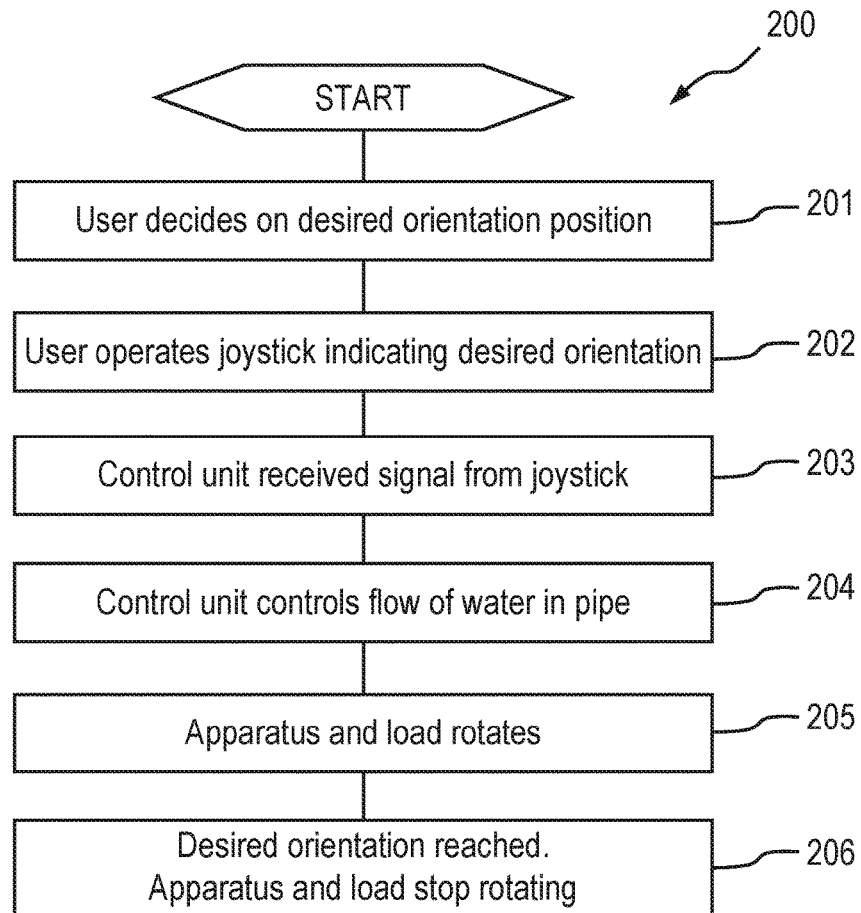 200
START
User decides on desired orientation position
201
User operates joystick indicating desired orientation
202
Control unit received signal from joystick
203
Control unit controls flow of water in pipe
204
Apparatus and load rotates
205
Desired orientation reached.
Apparatus and load stop rotating
206